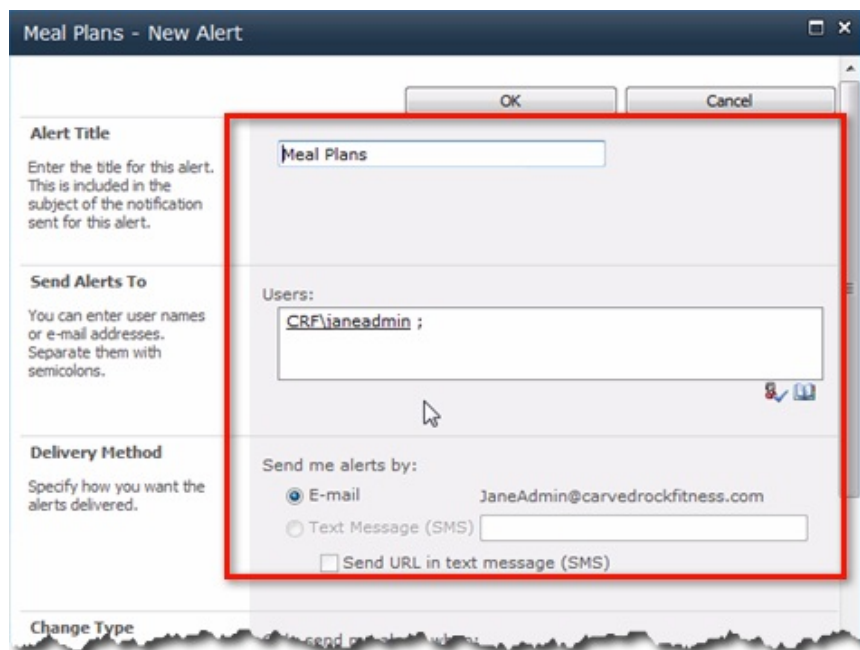 Meal Plans - New Alert
OK
Cancel
Alert Title
Enter the title for this alert.
This is included in the
subject of the notification
sent for this alert.
Meal Plans
Send Alerts To
You can enter user names
or e-mail addresses.
Separate them with
semicolons.
Users:
CRF\janeadmin ;
Delivery Method
Specify how you want the
alerts delivered.
Send me alerts by:
E-mail
JaneAdmin@carvedrockfitness.com
Text Message (SMS)
Send URL in text message (SMS)
Change Type
send me